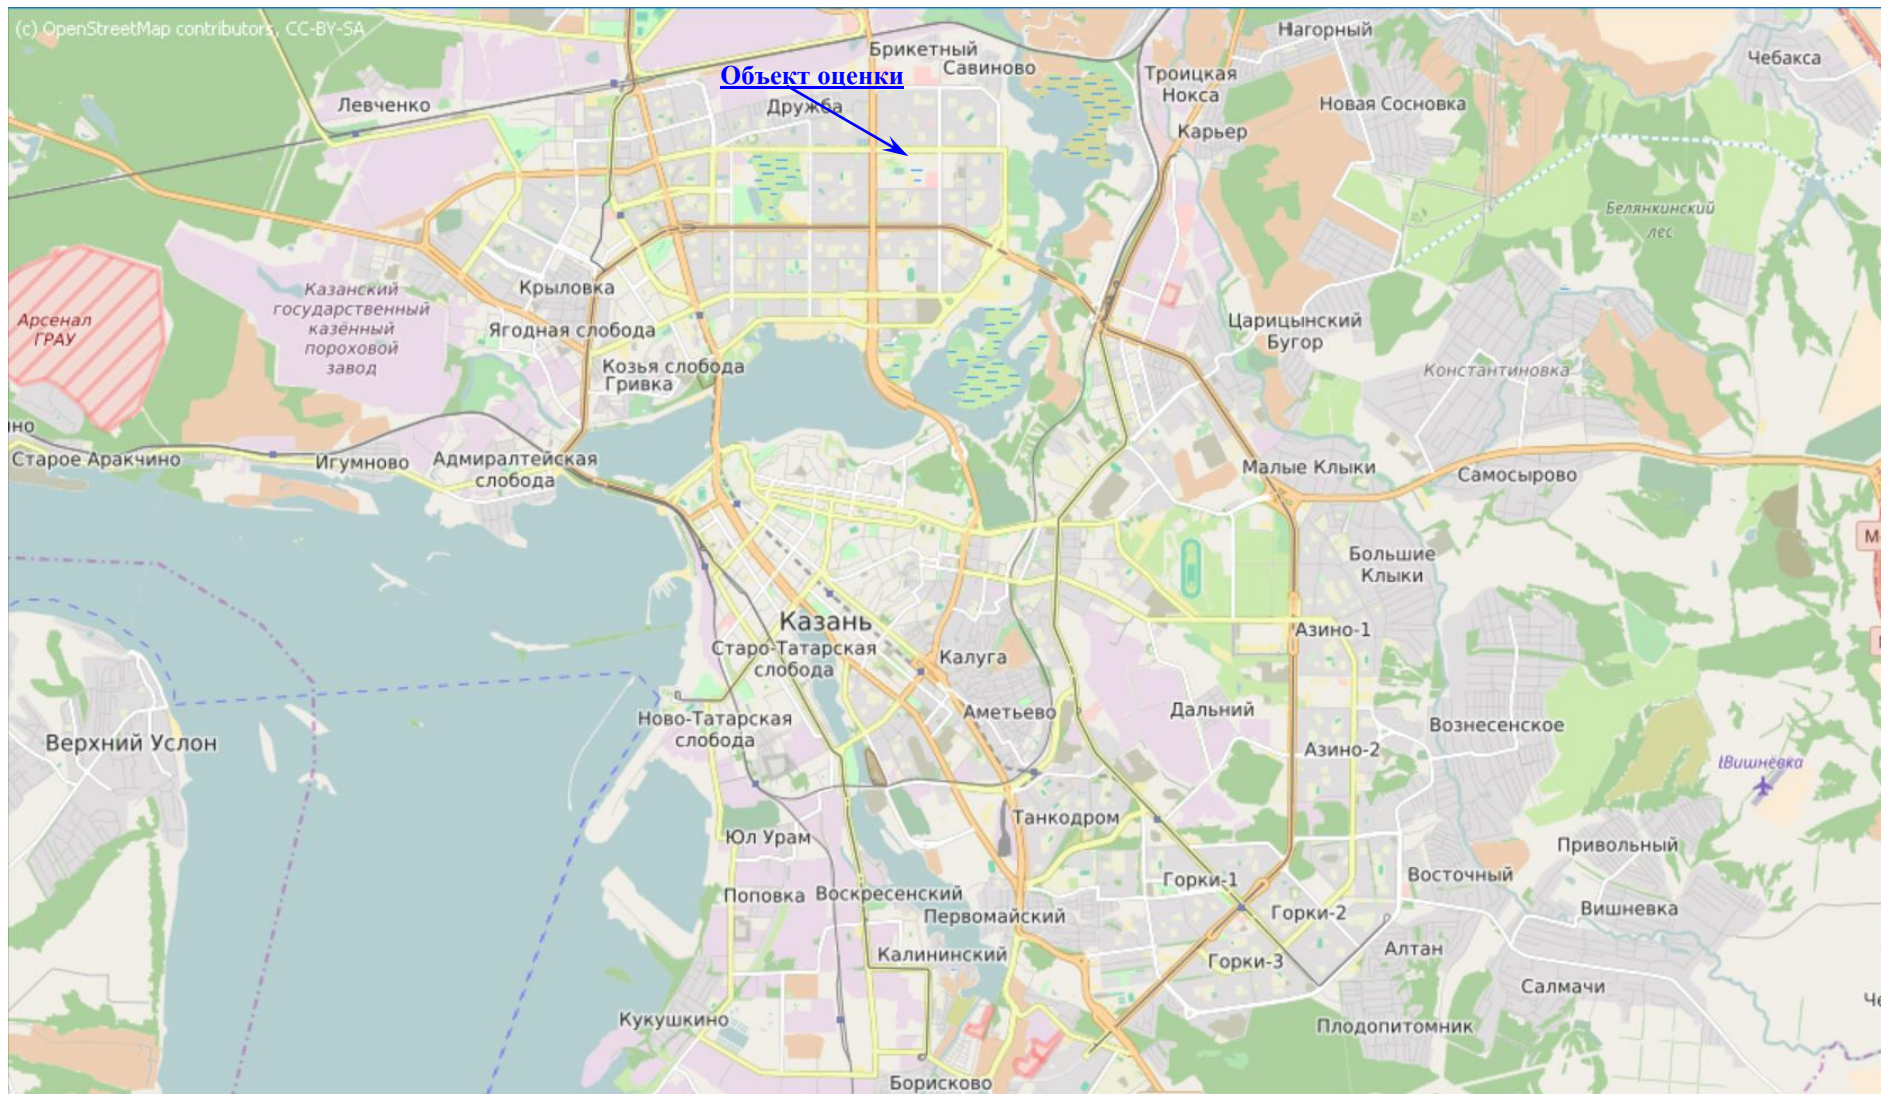 (c) OpenStreetMap contributors, CC-BY-SA
Нагорный
Брикетный
Савиново
Чебакса
Объект оценки
Троицкая
Нокса
Левченко
Дружба
Новая Сосновка
Карьер
Белянкинский
лес
Крыловка
Казанский
государственный
казённый
пороховой
завод
Арсенал
ГРАУ
Ягодная слобода
Царицынский
Бугор
Козья слобода
Гривка
Константиновка
но
Старое Аракчино
Игумново
Адмиралтейская
слобода
Малые Клыки
Самосырово
М
Большие
Клыки
Казань
Азино-1
Старо-Татарская
слобода
Калуга
Ново-Татарская
слобода
Аметьево
Дальний
Вознесенское
Верхний Услон
Азино-2
Вишнёвка
Танкодром
Юл Урам
Привольный
Поповка
Воскресенский
Горки-1
Восточный
Первомайский
Горки-2
Вишневка
Калининский
Горки-3
Алтан
Салмачи
Че
Кукушкино
Плодопитомник
Борисково